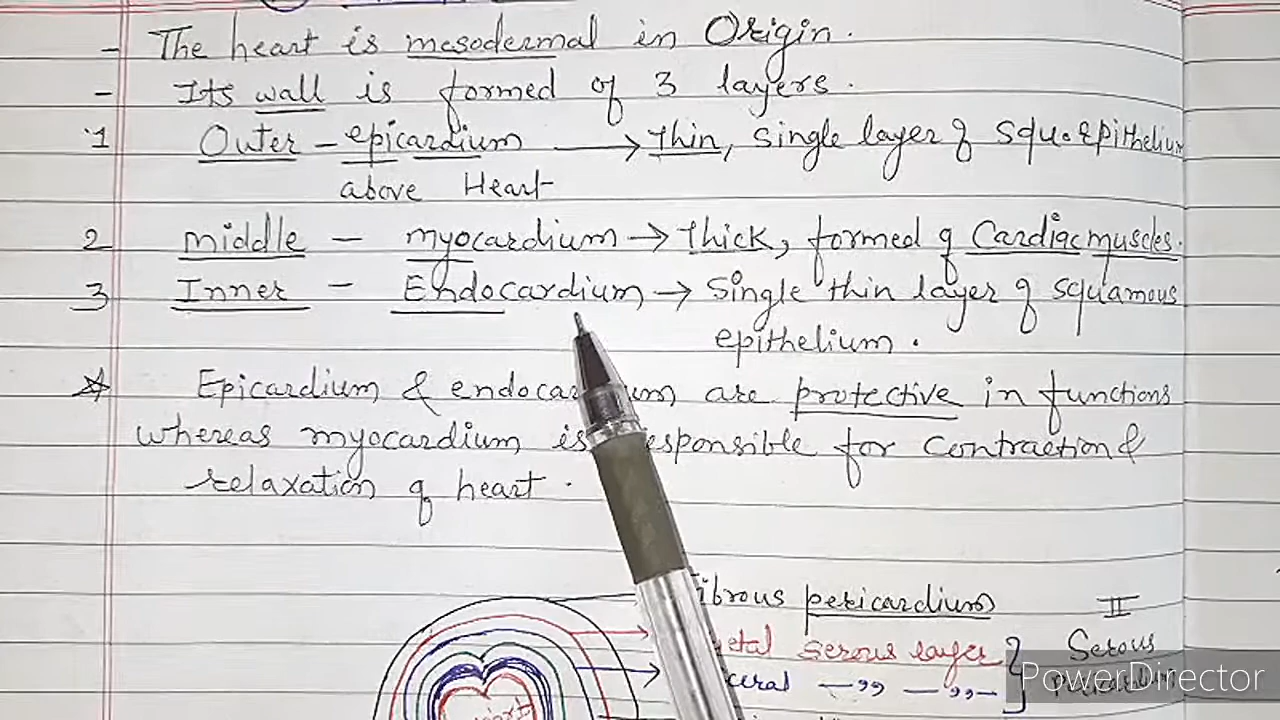 - The heart is mesodermal in Origin.
- Its wall is formed of 3 layers.
1 Outer - epicardium → Thin, Single layer of Squ. Epithelium
above Heart
2 Middle - myocardium → Thick, formed of Cardiac muscles.
3 Inner - Endocardium → Single thin layer of squamous
epithelium.
☆ Epicardium & endocardium are protective in functions
whereas myocardium is responsible for contraction &
relaxation of heart.
Fibrous pericardium II
serous layer } Serous
—”— —”—
PowerDirector